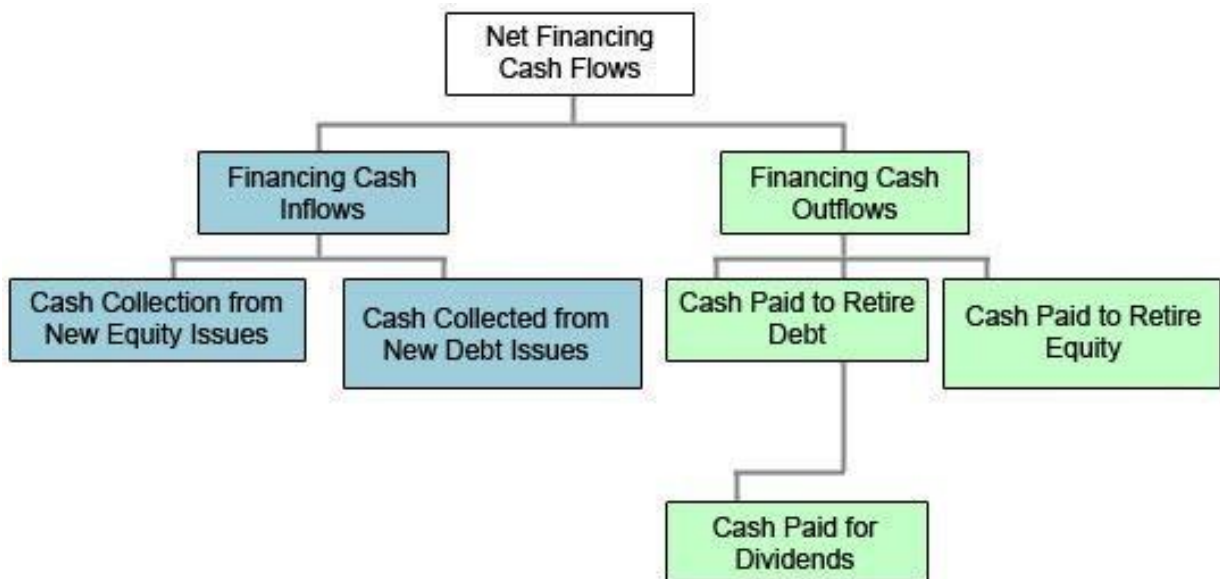 Net Financing
Cash Flows
Financing Cash
Inflows
Financing Cash
Outflows
Cash Collection from
New Equity Issues
Cash Collected from
New Debt Issues
Cash Paid to Retire
Debt
Cash Paid to Retire
Equity
Cash Paid for
Dividends